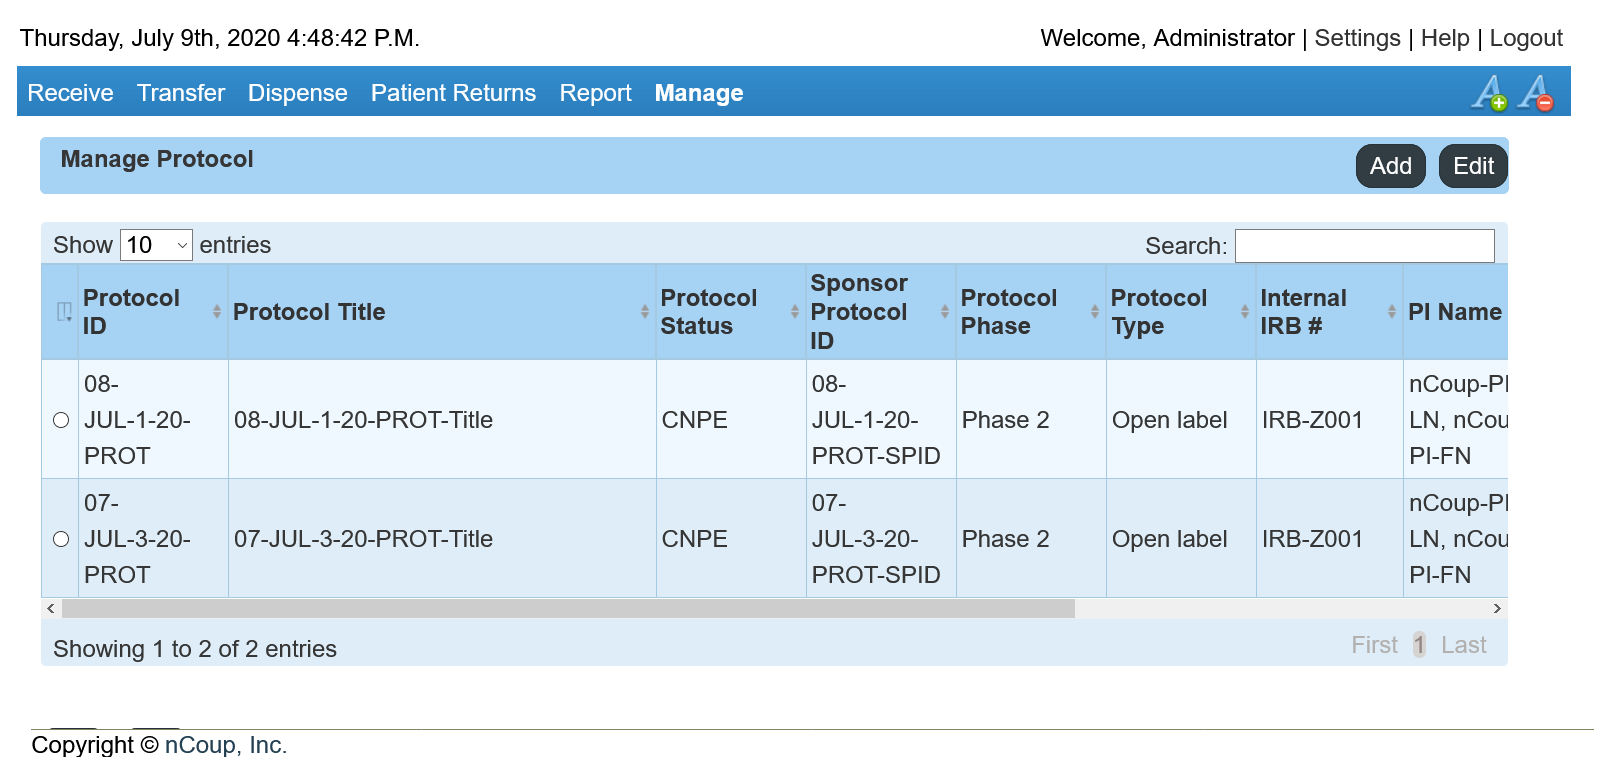 Thursday, July 9th, 2020 4:48:42 P.M.
Welcome, Administrator | Settings | Help | Logout
Receive Transfer Dispense Patient Returns Report Manage
Manage Protocol
Add Edit
Show 10 entries
Search:
Protocol ID
Protocol Title
Protocol Status
Sponsor Protocol ID
Protocol Phase
Protocol Type
Internal IRB #
PI Name
08-
JUL-1-20-
PROT
08-JUL-1-20-PROT-Title
CNPE
08-
JUL-1-20-
PROT-SPID
Phase 2
Open label
IRB-Z001
nCoup-PI
LN, nCou
PI-FN
07-
JUL-3-20-
PROT
07-JUL-3-20-PROT-Title
CNPE
07-
JUL-3-20-
PROT-SPID
Phase 2
Open label
IRB-Z001
nCoup-PI
LN, nCou
PI-FN
Showing 1 to 2 of 2 entries
First 1 Last
Copyright © nCoup, Inc.